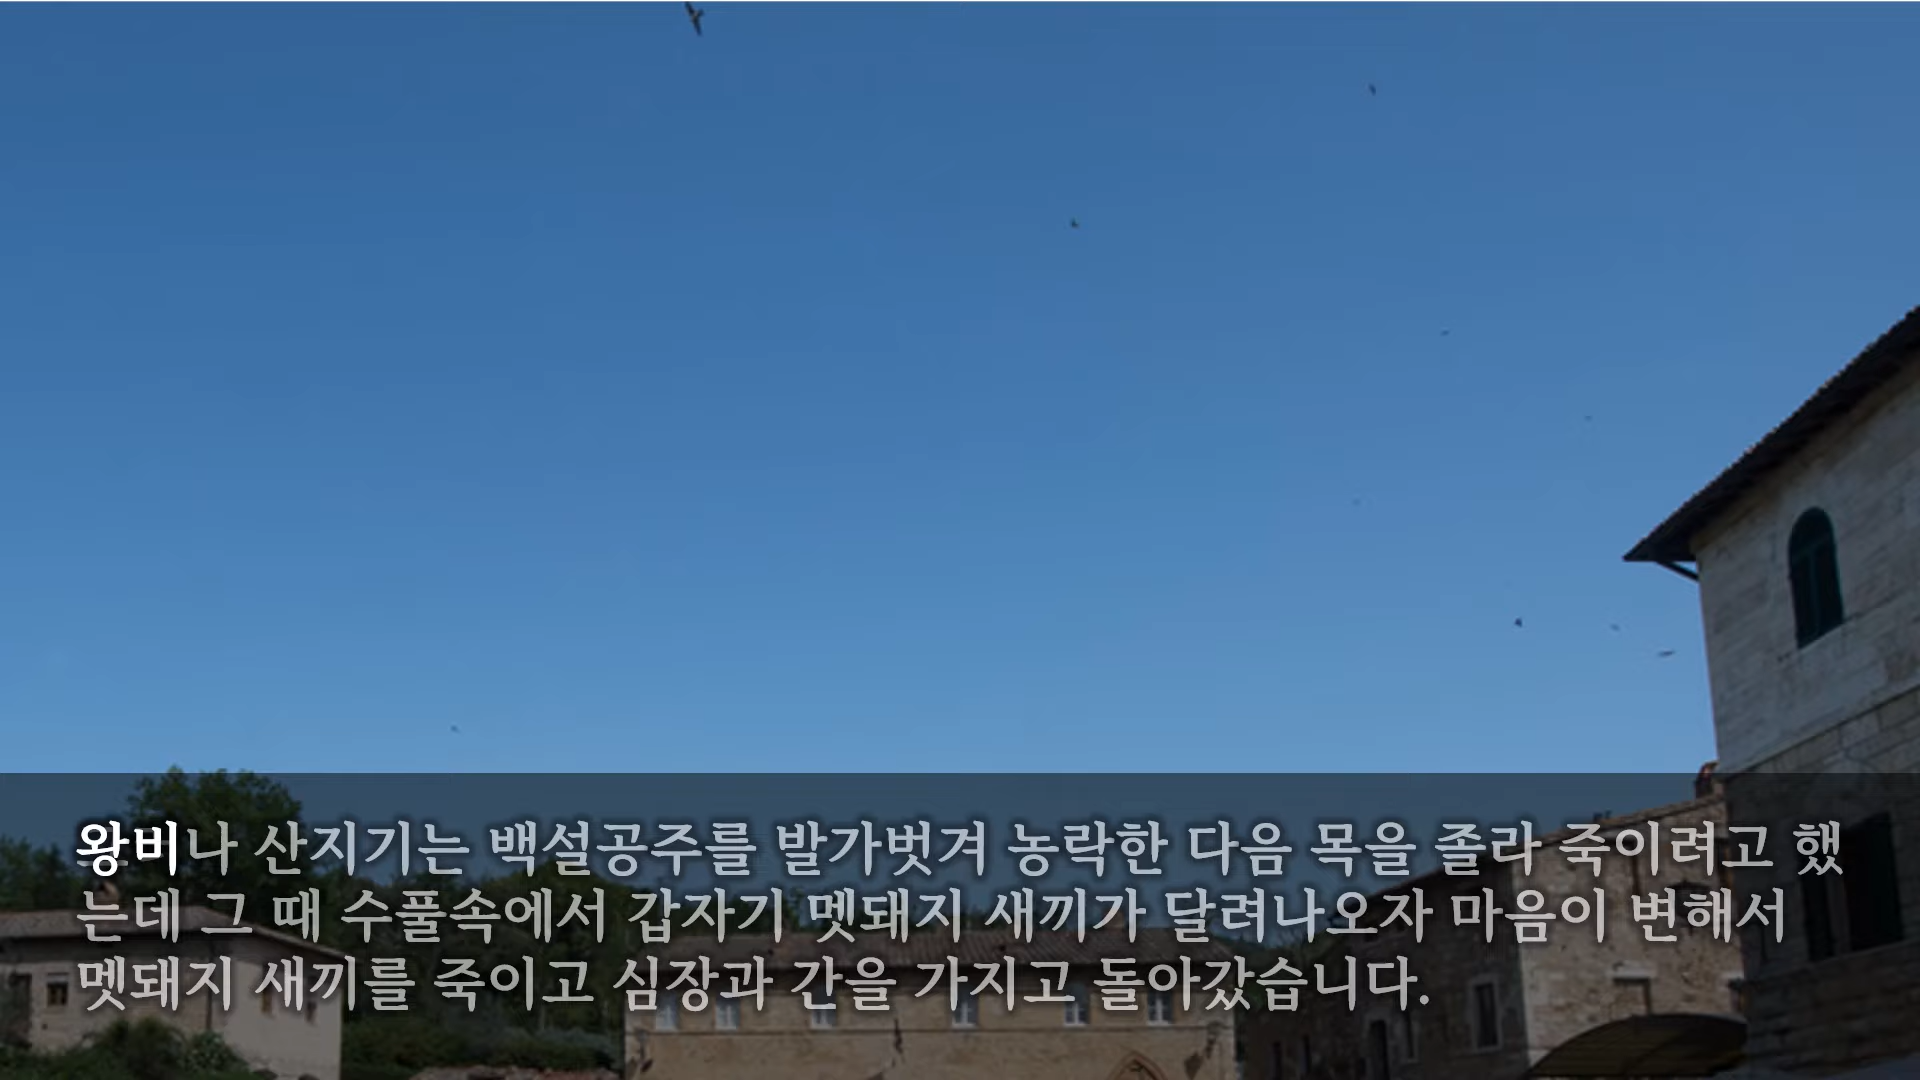 왕비나 산지기는 백설공주를 발가벗겨 농락한 다음 목을 졸라 죽이려고 했
는데 그 때 수풀속에서 갑자기 멧돼지 새끼가 달려나오자 마음이 변해서
멧돼지 새끼를 죽이고 심장과 간을 가지고 돌아갔습니다.